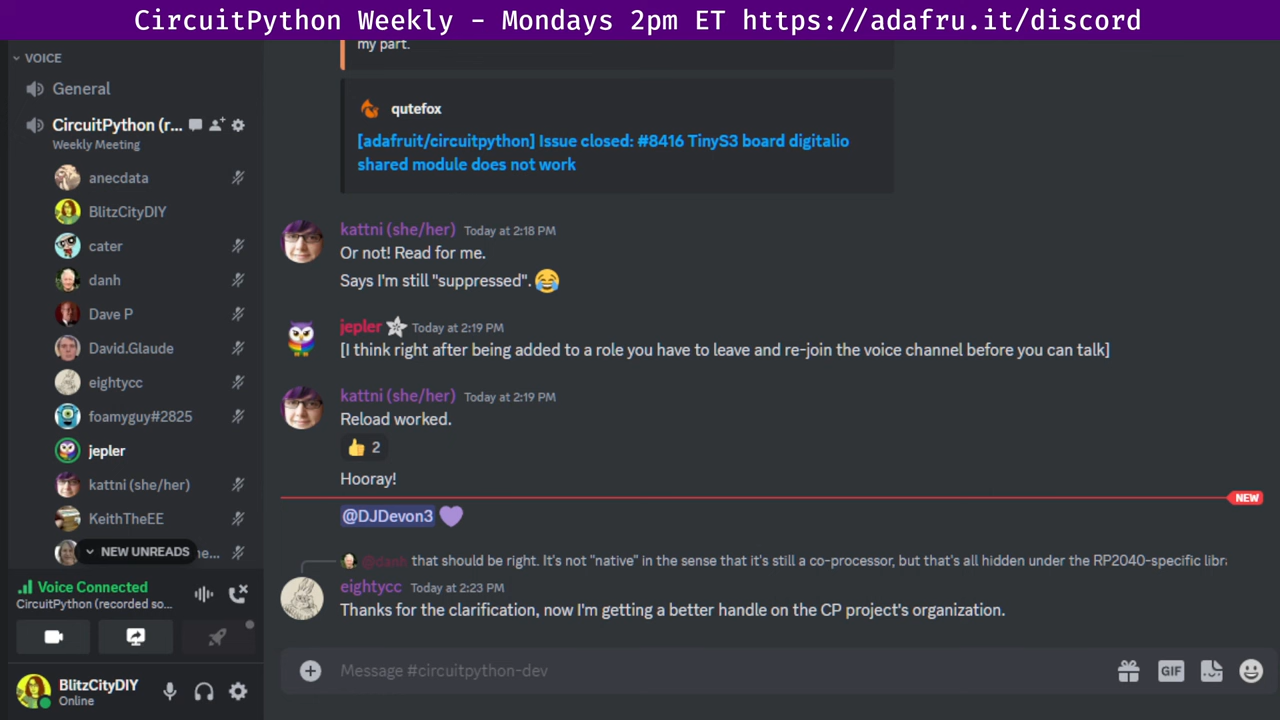 CircuitPython Weekly - Mondays 2pm ET https://adafru.it/discord
VOICE
General
CircuitPython (r...
Weekly Meeting
anecdata
BlitzCityDIY
cater
danh
Dave P
David.Glaude
eightycc
foamyguy#2825
jepler
kattni (she/her)
KeithTheEE
NEW UNREADS
Voice Connected
CircuitPython (recorded so...
BlitzCityDIY
Online
my part.
qutefox
[adafruit/circuitpython] Issue closed: #8416 TinyS3 board digitalio
shared module does not work
kattni (she/her) Today at 2:18 PM
Or not! Read for me.
Says I'm still "suppressed". 😂
jepler Today at 2:19 PM
[I think right after being added to a role you have to leave and re-join the voice channel before you can talk]
kattni (she/her) Today at 2:19 PM
Reload worked.
👍 2
Hooray!
NEW
@DJDevon3 💜
@danh that should be right. It's not "native" in the sense that it's still a co-processor, but that's all hidden under the RP2040-specific
eightycc Today at 2:23 PM
Thanks for the clarification, now I'm getting a better handle on the CP project's organization.
Message #circuitpython-dev
GIF